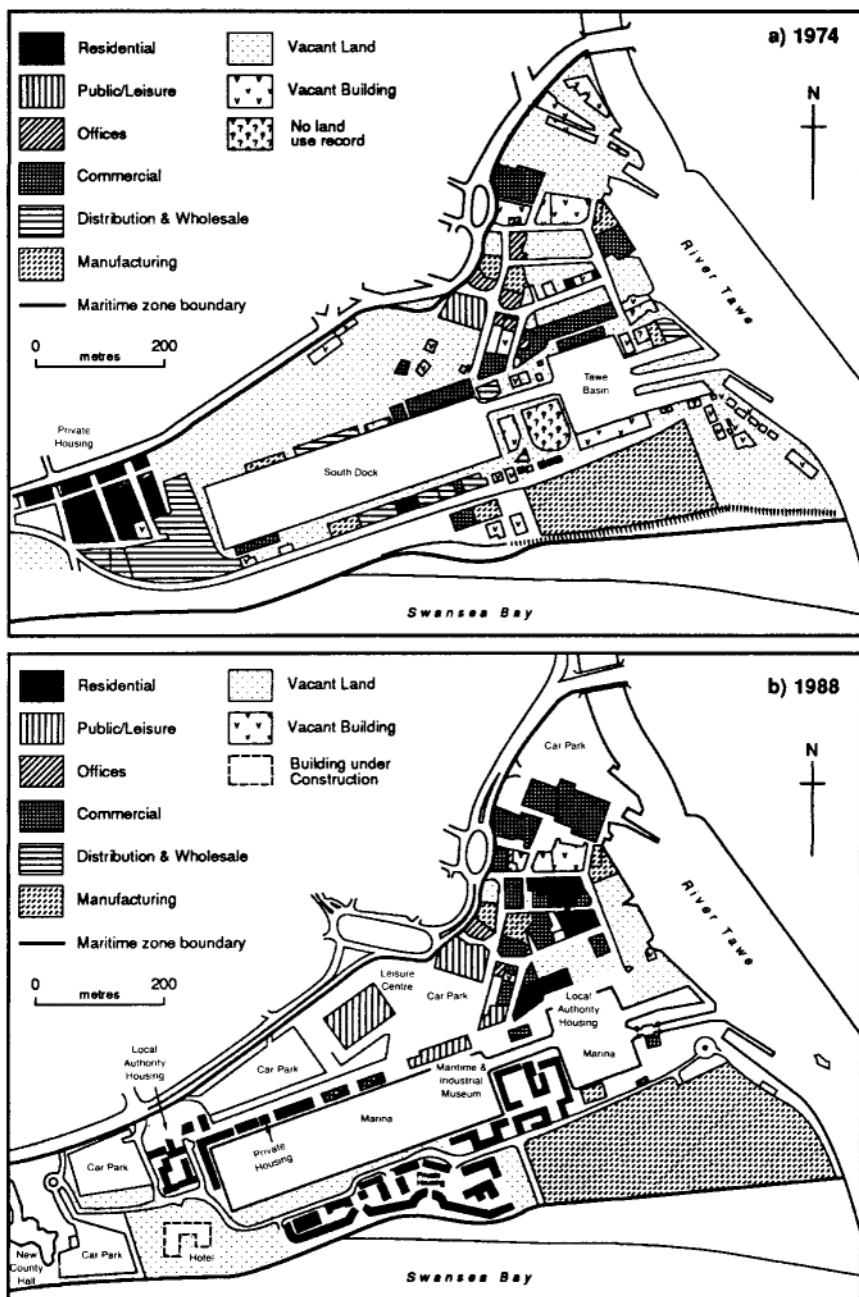 a) 1974
Residential
Public/Leisure
Offices
Commercial
Distribution & Wholesale
Manufacturing
Maritime zone boundary
Vacant Land
Vacant Building
No land
use record
0 200
metres
N
River Tawe
Private
Housing
Tawe
Basin
South Dock
Swansea Bay
b) 1988
Residential
Public/Leisure
Offices
Commercial
Distribution & Wholesale
Manufacturing
Maritime zone boundary
Vacant Land
Vacant Building
Building under
Construction
0 200
metres
N
Car Park
River Tawe
Leisure
Centre
Car Park
Local
Authority
Housing
Local
Authority
Housing
Car Park
Marina
Maritime &
Industrial
Museum
Marina
Private
Housing
Car Park
Private
Housing
Hotel
Car Park
New
County
Hall
Swansea Bay